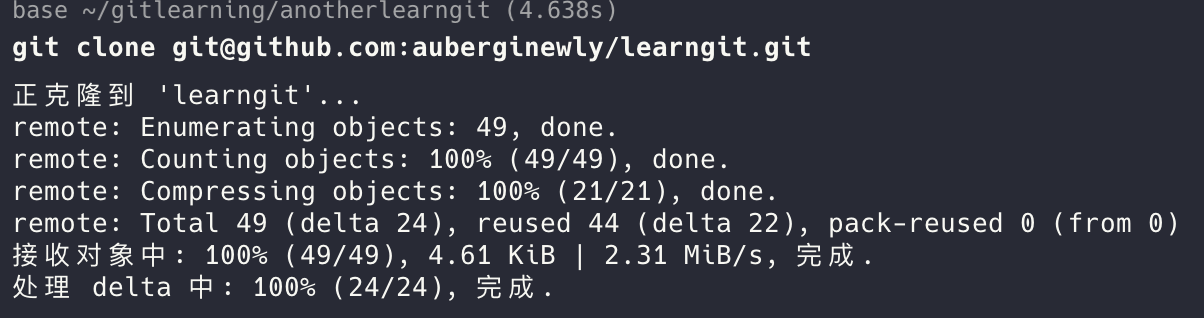 base ~/gitlearning/anotherlearngit (4.638s)
git clone git@github.com:auberginewly/learngit.git
正克隆到 'learngit'...
remote: Enumerating objects: 49, done.
remote: Counting objects: 100% (49/49), done.
remote: Compressing objects: 100% (21/21), done.
remote: Total 49 (delta 24), reused 44 (delta 22), pack-reused 0 (from 0)
接收对象中: 100% (49/49), 4.61 KiB | 2.31 MiB/s, 完成.
处理 delta 中: 100% (24/24), 完成.